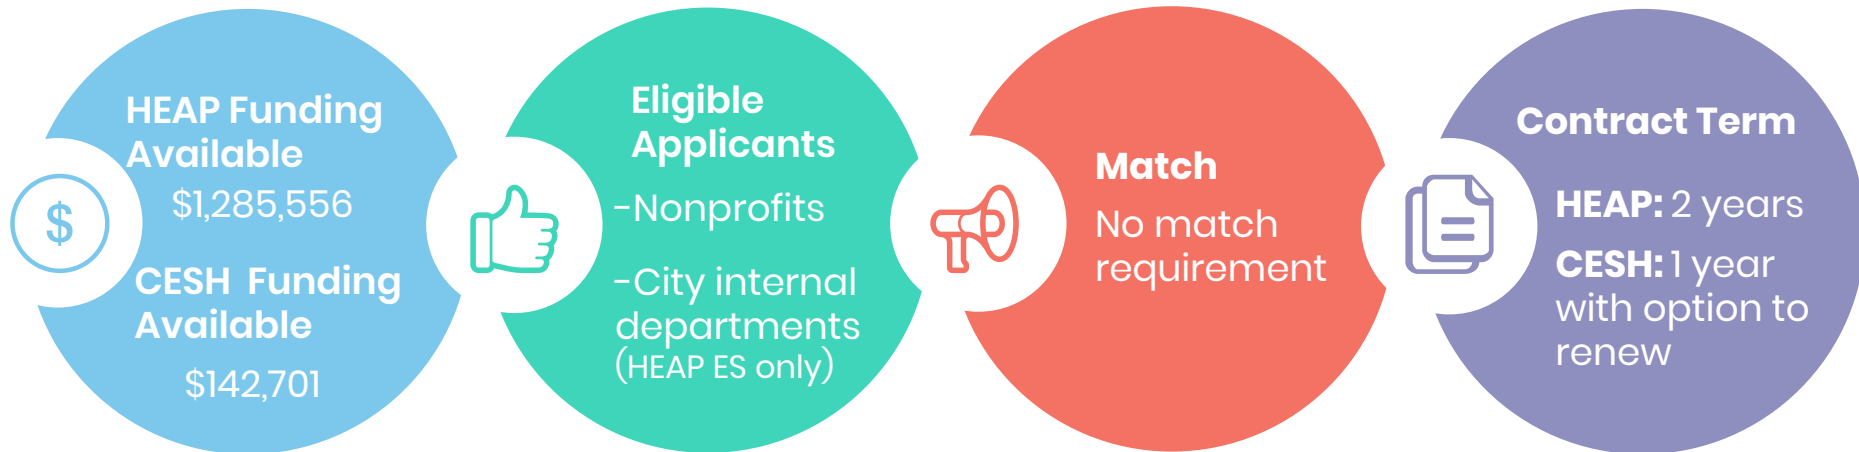 HEAP Funding
Available
$1,285,556
CESH Funding
Available
$142,701
$
Eligible
Applicants
-Nonprofits
-City internal
departments
(HEAP ES only)
Match
No match
requirement
Contract Term
HEAP: 2 years
CESH: 1 year
with option to
renew